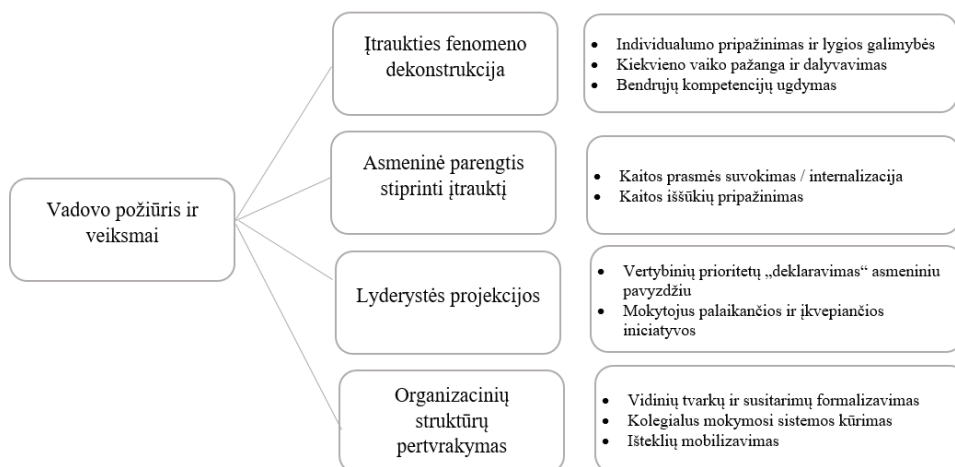 Vadovo požiūris ir
veiksmai
Įtraukties fenomeno
dekonstrukcija
• Individualumo pripažinimas ir lygios galimybės
• Kiekvieno vaiko pažanga ir dalyvavimas
• Bendrųjų kompetencijų ugdymas
Asmeninė parengtis
stiprinti įtrauktį
• Kaitos prasmės suvokimas / internalizacija
• Kaitos iššūkių pripažinimas
Lyderystės projekcijos
• Vertybinių prioritetų „deklaravimas“ asmeniniu
pavyzdžiu
• Mokytojus palaikančios ir įkvepiančios
iniciatyvos
Organizacinių
struktūrų
pertvrakymas
• Vidinių tvarkų ir susitarimų formalizavimas
• Kolegialus mokymosi sistemos kūrimas
• Išteklių mobilizavimas